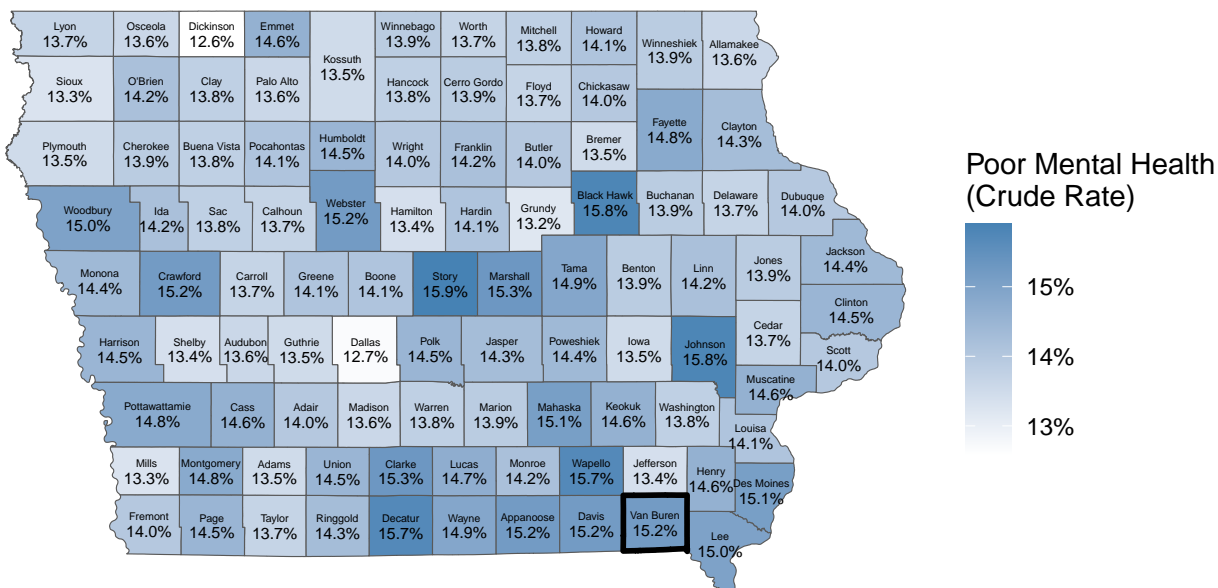 Lyon
13.7%
Osceola
13.6%
Dickinson
12.6%
Emmet
14.6%
Kossuth
13.5%
Winnebago
13.9%
Worth
13.7%
Mitchell
13.8%
Howard
14.1%
Winneshiek
13.9%
Allamakee
13.6%
Sioux
13.3%
O'Brien
14.2%
Clay
13.8%
Palo Alto
13.6%
Hancock
13.8%
Cerro Gordo
13.9%
Floyd
13.7%
Chickasaw
14.0%
Fayette
14.8%
Clayton
14.3%
Plymouth
13.5%
Cherokee
13.9%
Buena Vista
13.8%
Pocahontas
14.1%
Humboldt
14.5%
Wright
14.0%
Franklin
14.2%
Butler
14.0%
Bremer
13.5%
Woodbury
15.0%
Ida
14.2%
Sac
13.8%
Calhoun
13.7%
Webster
15.2%
Hamilton
13.4%
Hardin
14.1%
Grundy
13.2%
Black Hawk
15.8%
Buchanan
13.9%
Delaware
13.7%
Dubuque
14.0%
Monona
14.4%
Crawford
15.2%
Carroll
13.7%
Greene
14.1%
Boone
14.1%
Story
15.9%
Marshall
15.3%
Tama
14.9%
Benton
13.9%
Linn
14.2%
Jones
13.9%
Jackson
14.4%
Clinton
14.5%
Harrison
14.5%
Shelby
13.4%
Audubon
13.6%
Guthrie
13.5%
Dallas
12.7%
Polk
14.5%
Jasper
14.3%
Poweshiek
14.4%
Iowa
13.5%
Johnson
15.8%
Cedar
13.7%
Scott
14.0%
Muscatine
14.6%
Pottawattamie
14.8%
Cass
14.6%
Adair
14.0%
Madison
13.6%
Warren
13.8%
Marion
13.9%
Mahaska
15.1%
Keokuk
14.6%
Washington
13.8%
Louisa
14.1%
Mills
13.3%
Montgomery
14.8%
Adams
13.5%
Union
14.5%
Clarke
15.3%
Lucas
14.7%
Monroe
14.2%
Wapello
15.7%
Jefferson
13.4%
Henry
14.6%
Des Moines
15.1%
Fremont
14.0%
Page
14.5%
Taylor
13.7%
Ringgold
14.3%
Decatur
15.7%
Wayne
14.9%
Appanoose
15.2%
Davis
15.2%
Van Buren
15.2%
Lee
15.0%
Poor Mental Health
(Crude Rate)
15%
14%
13%